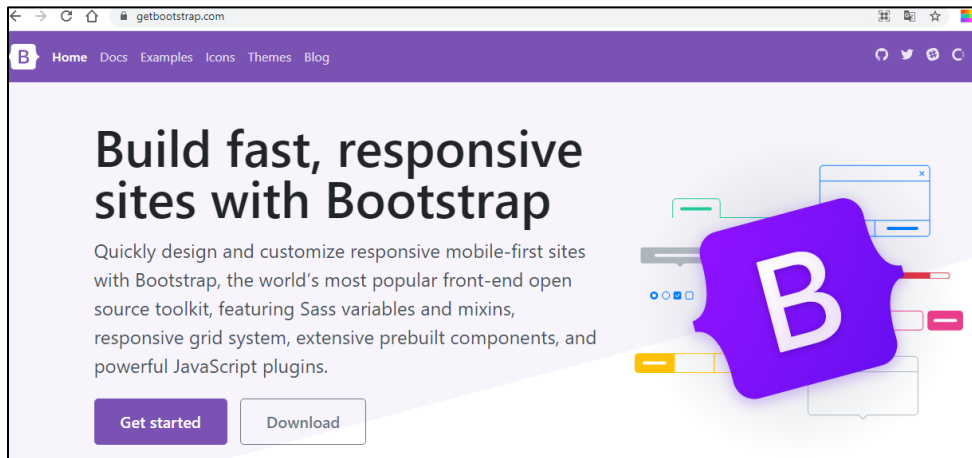 getbootstrap.com
B Home Docs Examples Icons Themes Blog
Build fast, responsive
sites with Bootstrap
Quickly design and customize responsive mobile-first sites
with Bootstrap, the world's most popular front-end open
source toolkit, featuring Sass variables and mixins,
responsive grid system, extensive prebuilt components, and
powerful JavaScript plugins.
Get started Download
B